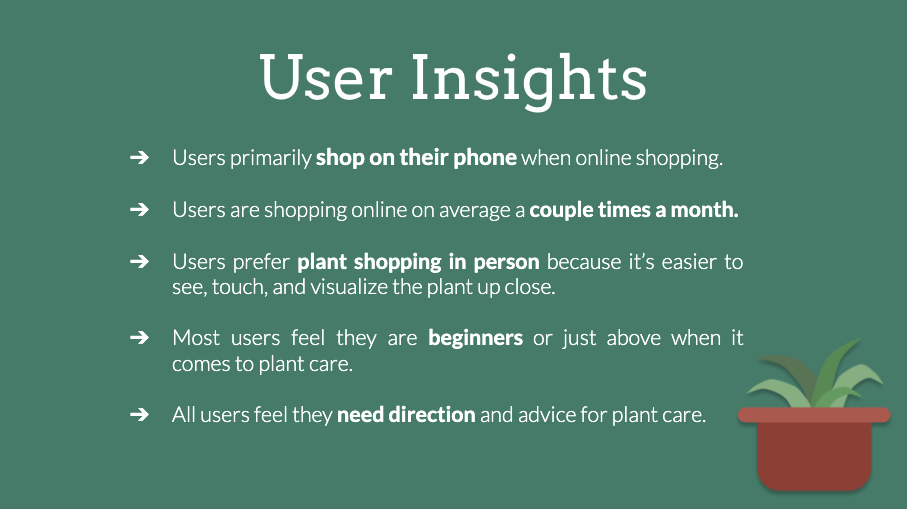 User Insights
➔ Users primarily shop on their phone when online shopping.
➔ Users are shopping online on average a couple times a month.
➔ Users prefer plant shopping in person because it’s easier to
see, touch, and visualize the plant up close.
➔ Most users feel they are beginners or just above when it
comes to plant care.
➔ All users feel they need direction and advice for plant care.